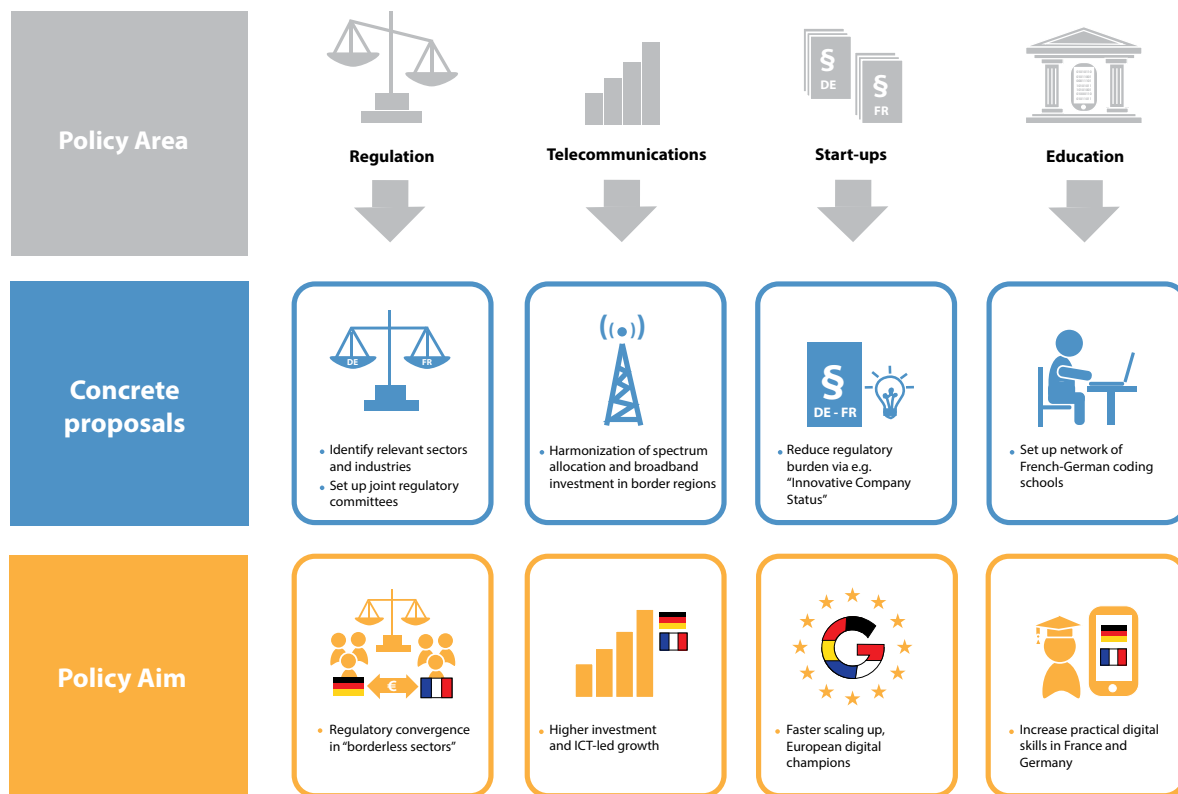 Policy Area
§
DE
§
FR
Regulation
Telecommunications
Start-ups
Education
Concrete
proposals
DE
FR
• Identify relevant sectors
and industries
• Set up joint regulatory
committees
• Harmonization of spectrum
allocation and broadband
investment in border regions
§
DE - FR
• Reduce regulatory
burden via e.g.
“Innovative Company
Status”
• Set up network of
French-German coding
schools
Policy Aim
€
• Regulatory convergence
in “borderless sectors”
• Higher investment
and ICT-led growth
G
• Faster scaling up,
European digital
champions
• Increase practical digital
skills in France and
Germany